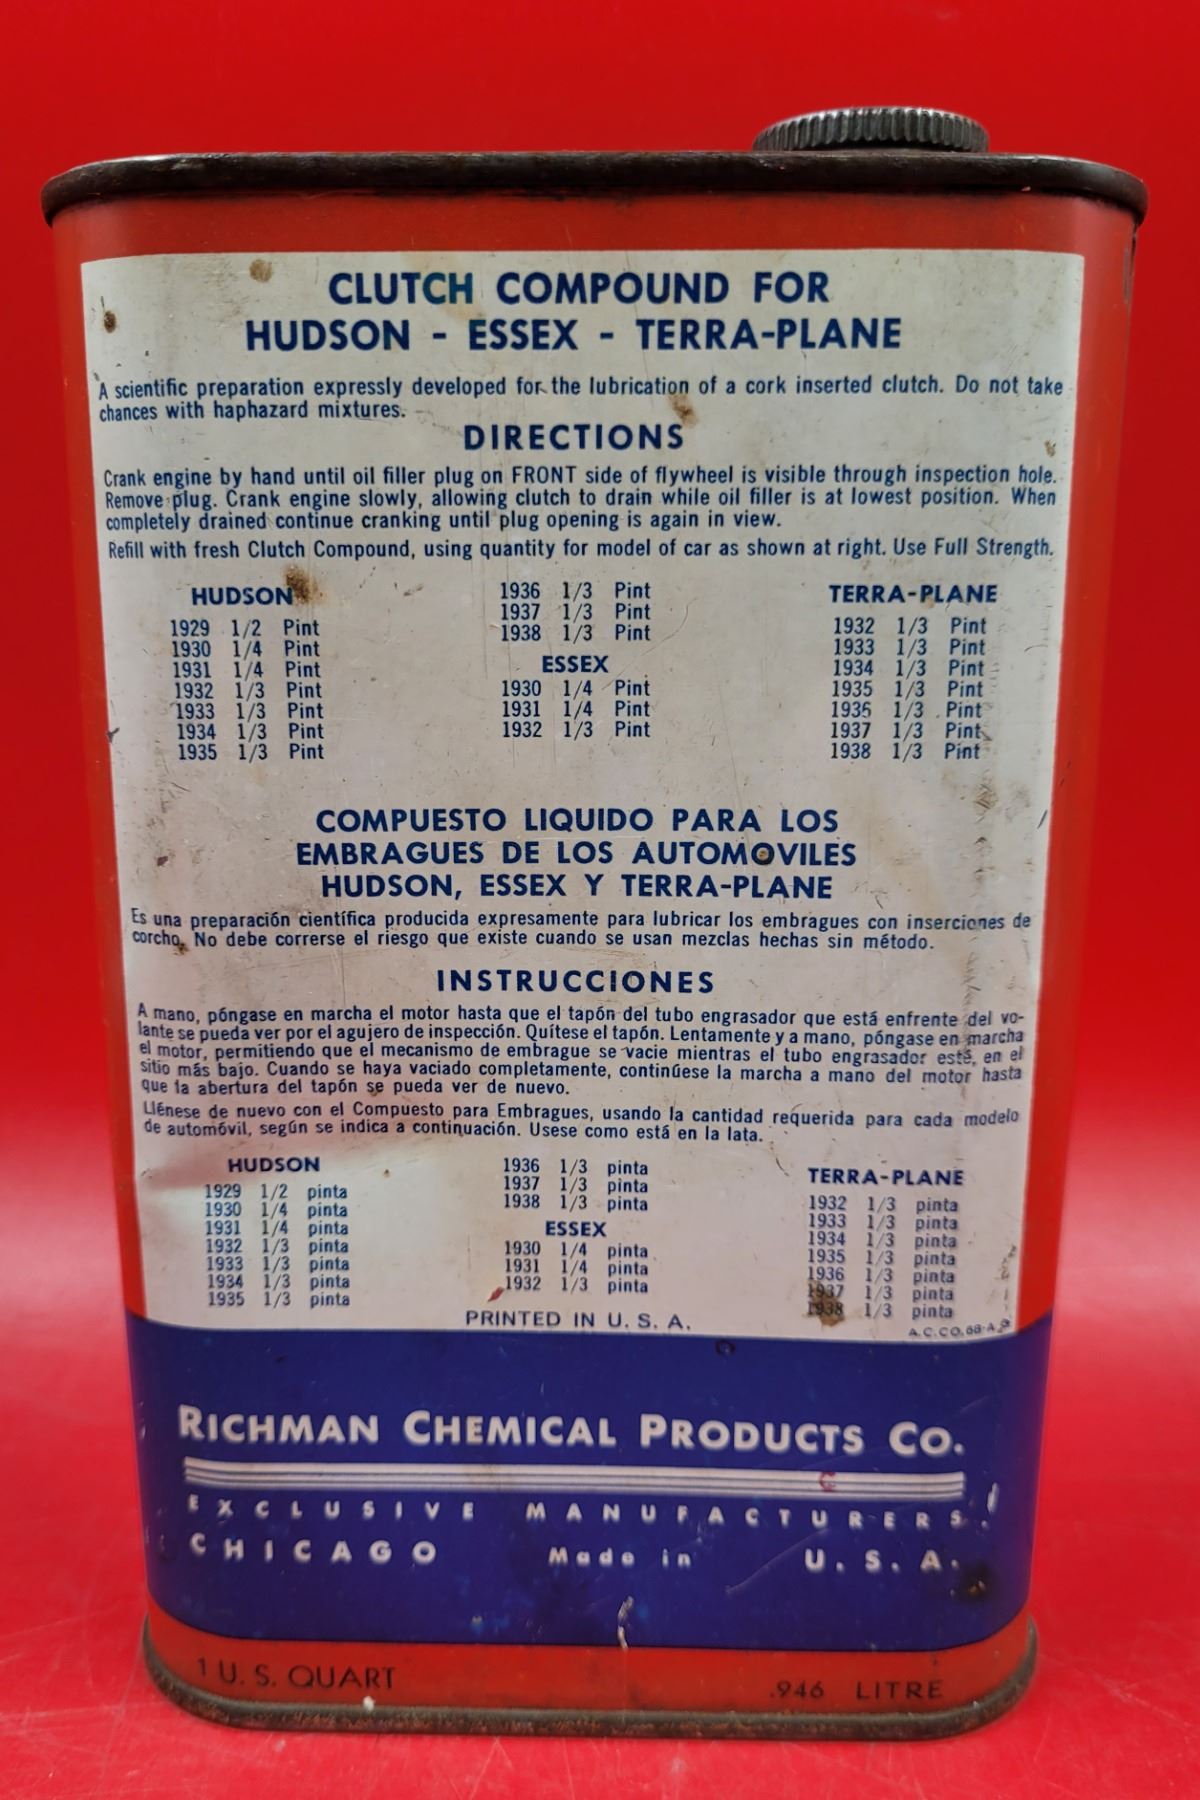 CLUTCH COMPOUND FOR
HUDSON - ESSEX - TERRA-PLANE
A scientific preparation expressly developed for the lubrication of a cork inserted clutch. Do not take
chances with haphazard mixtures.
DIRECTIONS
Crank engine by hand until oil filler plug on FRONT side of flywheel is visible through inspection hole.
Remove plug. Crank engine slowly, allowing clutch to drain while oil filler is at lowest position. When
completely drained continue cranking until plug opening is again in view.
Refill with fresh Clutch Compound, using quantity for model of car as shown at right. Use Full Strength.
HUDSON
1929 1/2 Pint
1930 1/4 Pint
1931 1/4 Pint
1932 1/3 Pint
1933 1/3 Pint
1934 1/3 Pint
1935 1/3 Pint
1936 1/3 Pint
1937 1/3 Pint
1938 1/3 Pint
ESSEX
1930 1/4 Pint
1931 1/4 Pint
1932 1/3 Pint
TERRA-PLANE
1932 1/3 Pint
1933 1/3 Pint
1934 1/3 Pint
1935 1/3 Pint
1936 1/3 Pint
1937 1/3 Pint
1938 1/3 Pint
COMPUESTO LIQUIDO PARA LOS
EMBRAGUES DE LOS AUTOMOVILES
HUDSON, ESSEX Y TERRA-PLANE
Es una preparación científica producida expresamente para lubricar los embragues con inserciones de
corcho. No debe correrse el riesgo que existe cuando se usan mezclas hechas sin método.
INSTRUCCIONES
A mano, póngase en marcha el motor hasta que el tapón del tubo engrasador que está enfrente del vo-
lante se pueda ver por el agujero de inspección. Quítese el tapón. Lentamente y a mano, póngase en marcha
el motor, permitiendo que el mecanismo de embrague se vacie mientras el tubo engrasador esté, en el
sitio más bajo. Cuando se haya vaciado completamente, continúese la marcha a mano del motor hasta
que la abertura del tapón se pueda ver de nuevo.
Llénese de nuevo con el Compuesto para Embragues, usando la cantidad requerida para cada modelo
de automóvil, según se indica a continuación. Usese como está en la lata.
HUDSON
1929 1/2 pinta
1930 1/4 pinta
1931 1/4 pinta
1932 1/3 pinta
1933 1/3 pinta
1934 1/3 pinta
1935 1/3 pinta
1936 1/3 pinta
1937 1/3 pinta
1938 1/3 pinta
ESSEX
1930 1/4 pinta
1931 1/4 pinta
1932 1/3 pinta
TERRA-PLANE
1932 1/3 pinta
1933 1/3 pinta
1934 1/3 pinta
1935 1/3 pinta
1936 1/3 pinta
1937 1/3 pinta
1938 1/3 pinta
PRINTED IN U. S. A.
A.C.CO.
RICHMAN CHEMICAL PRODUCTS CO.
EXCLUSIVE MANUFACTURERS
CHICAGO Made in U. S. A.
1 U. S. QUART .946 LITRE